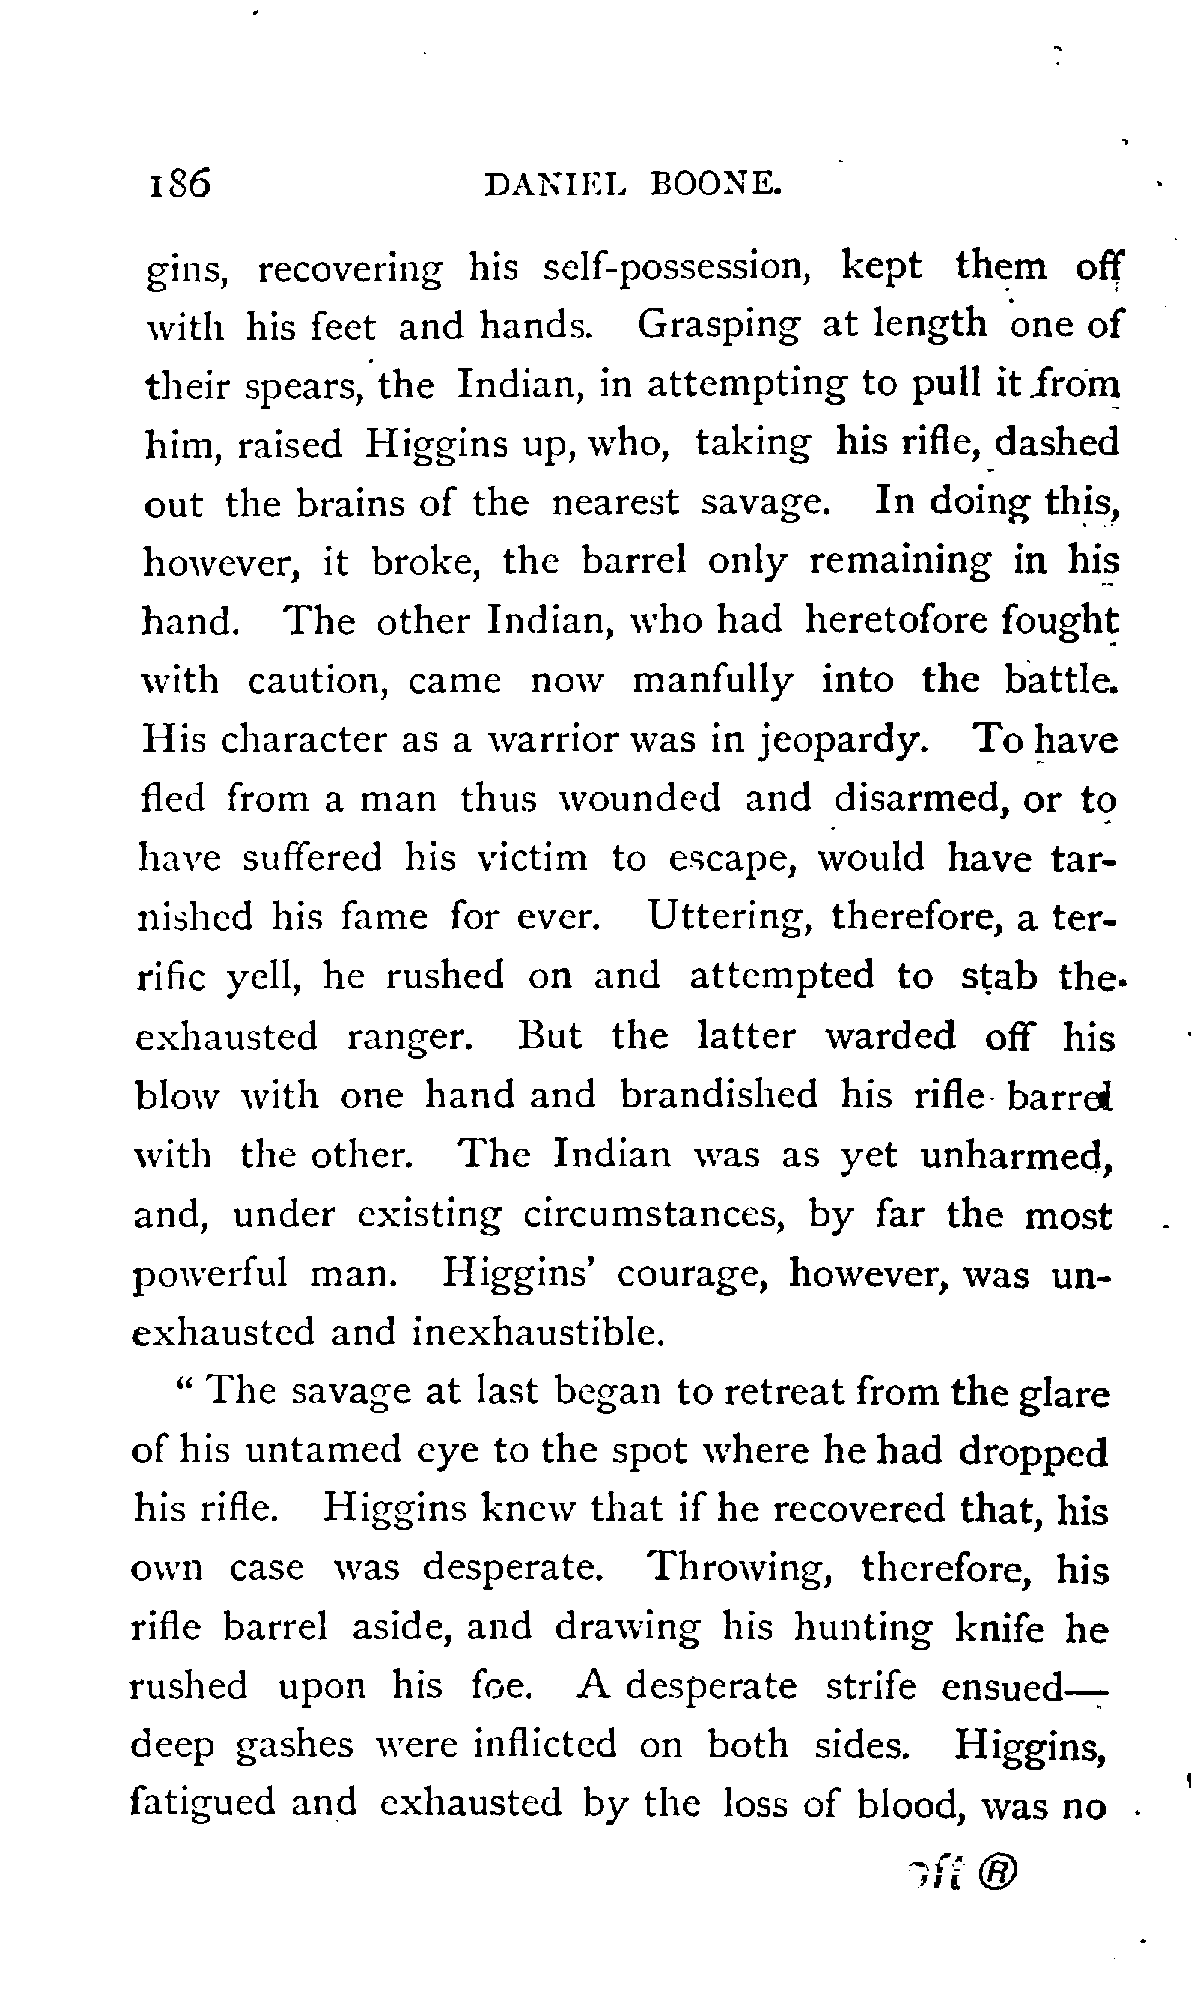 186 DANIEL BOONE.
gins, recovering his self-possession, kept them off
with his feet and hands. Grasping at length one of
their spears, the Indian, in attempting to pull it from
him, raised Higgins up, who, taking his rifle, dashed
out the brains of the nearest savage. In doing this,
however, it broke, the barrel only remaining in his
hand. The other Indian, who had heretofore fought
with caution, came now manfully into the battle.
His character as a warrior was in jeopardy. To have
fled from a man thus wounded and disarmed, or to
have suffered his victim to escape, would have tar-
nished his fame for ever. Uttering, therefore, a ter-
rific yell, he rushed on and attempted to stab the
exhausted ranger. But the latter warded off his
blow with one hand and brandished his rifle barrel
with the other. The Indian was as yet unharmed,
and, under existing circumstances, by far the most
powerful man. Higgins' courage, however, was un-
exhausted and inexhaustible.
" The savage at last began to retreat from the glare
of his untamed eye to the spot where he had dropped
his rifle. Higgins knew that if he recovered that, his
own case was desperate. Throwing, therefore, his
rifle barrel aside, and drawing his hunting knife he
rushed upon his foe. A desperate strife ensued—
deep gashes were inflicted on both sides. Higgins,
fatigued and exhausted by the loss of blood, was no
®